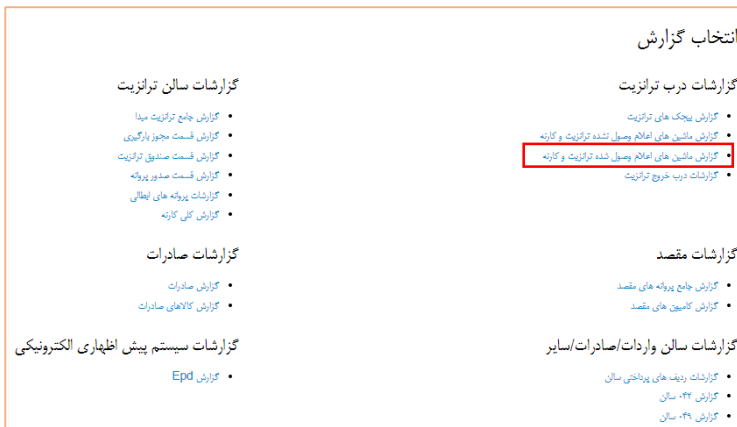 انتخاب گزارش
گزارشات درب ترانزیت
گزارش پیجک های ترانزیت
گزارش ماشین های اعلام وصول نشده ترانزیت و کارنه
گزارش ماشین های اعلام وصول شده ترانزیت و کارنه
گزارشات درب خروج ترانزیت
گزارشات سالن ترانزیت
گزارش جامع ترانزیت مبدا
گزارش قسمت مجوز بارگیری
گزارش قسمت صندوق ترانزیت
گزارش قسمت صدور پروانه
گزارشات پروانه های ابطالی
گزارش کلی کارنه
گزارشات مقصد
گزارش جامع پروانه های مقصد
گزارش کامیون های مقصد
گزارشات صادرات
گزارش صادرات
گزارش کالاهای صادرات
گزارشات سالن واردات/صادرات/سایر
گزارشات ردیف های پرداختی سالن
گزارش ۰۴۲ سالن
گزارش ۰۴۹ سالن
گزارشات سیستم پیش اظهاری الکترونیکی
گزارش Epd